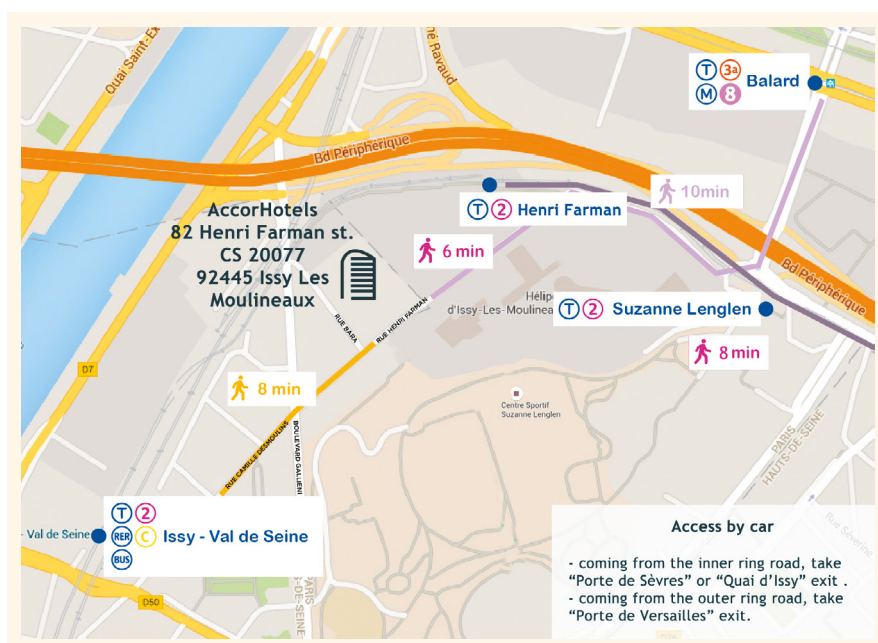 Quai Saint-Ex
né Ravaud
T 3a
M 8 Balard
Bd Périphérique
10min
T 2 Henri Farman
AccorHotels
82 Henri Farman st.
CS 20077
92445 Issy Les
Moulineaux
6 min
Bd Périphérique
Hélip
d'Issy-Les-Moulinea
T 2 Suzanne Lenglen
RUE HENRI FARMAN
RUE BARA
8 min
D7
8 min
Centre Sportif
Suzanne Lenglen
RUE CAMILLE DESMOULINS
BOULEVARD GALLIENI
PARIS
HAUTS-DE-SEINE
T 2
- Val de Seine RER C Issy - Val de Seine
BUS
Rue Séverine
Access by car
- coming from the inner ring road, take
“Porte de Sèvres” or “Quai d’Issy” exit .
- coming from the outer ring road, take
“Porte de Versailles” exit.
D50
PARIS